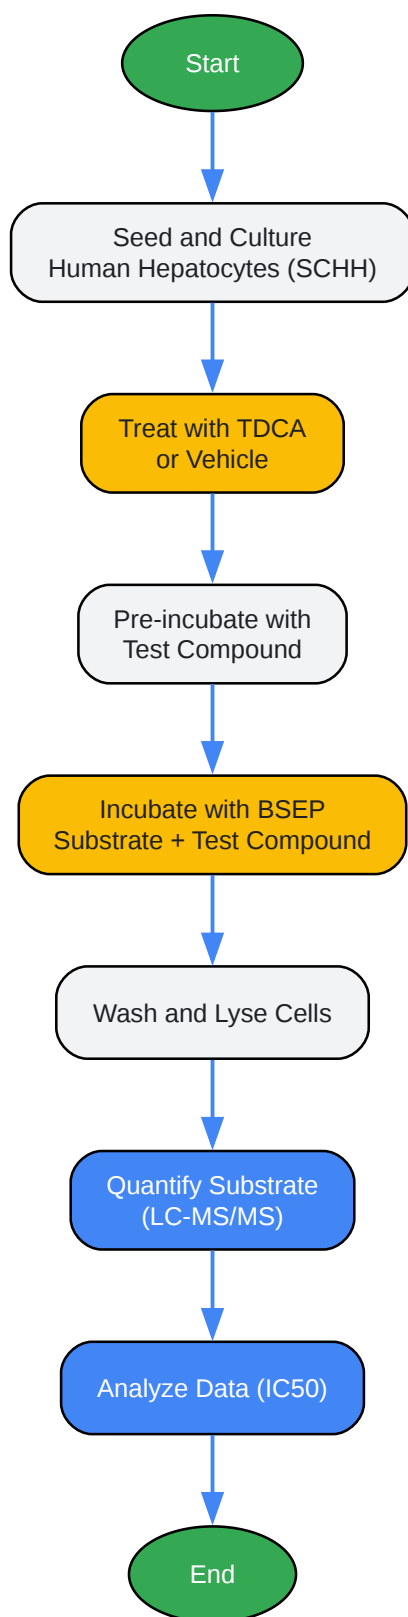 Start
Seed and Culture
Human Hepatocytes (SCHH)
Treat with TDCA
or Vehicle
Pre-incubate with
Test Compound
Incubate with BSEP
Substrate + Test Compound
Wash and Lyse Cells
Quantify Substrate
(LC-MS/MS)
Analyze Data (IC50)
End